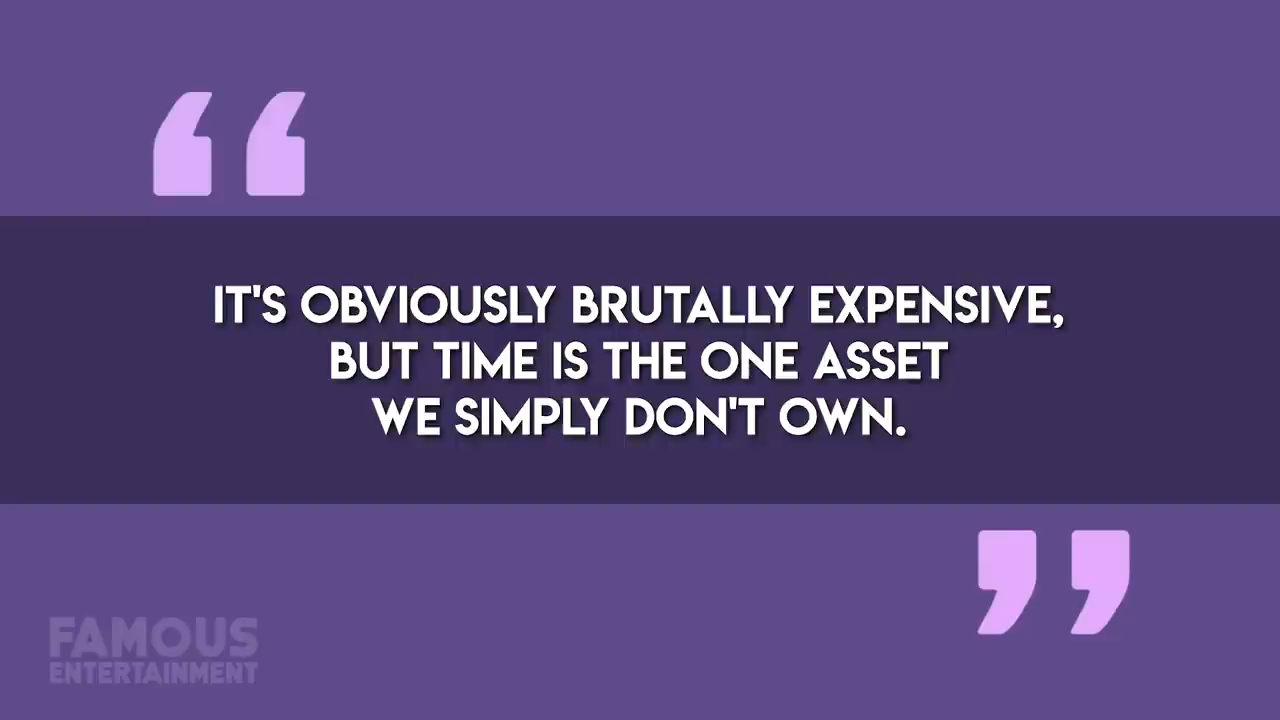 IT'S OBVIOUSLY BRUTALLY EXPENSIVE,
BUT TIME IS THE ONE ASSET
WE SIMPLY DON'T OWN.
FAMOUS
ENTERTAINMENT